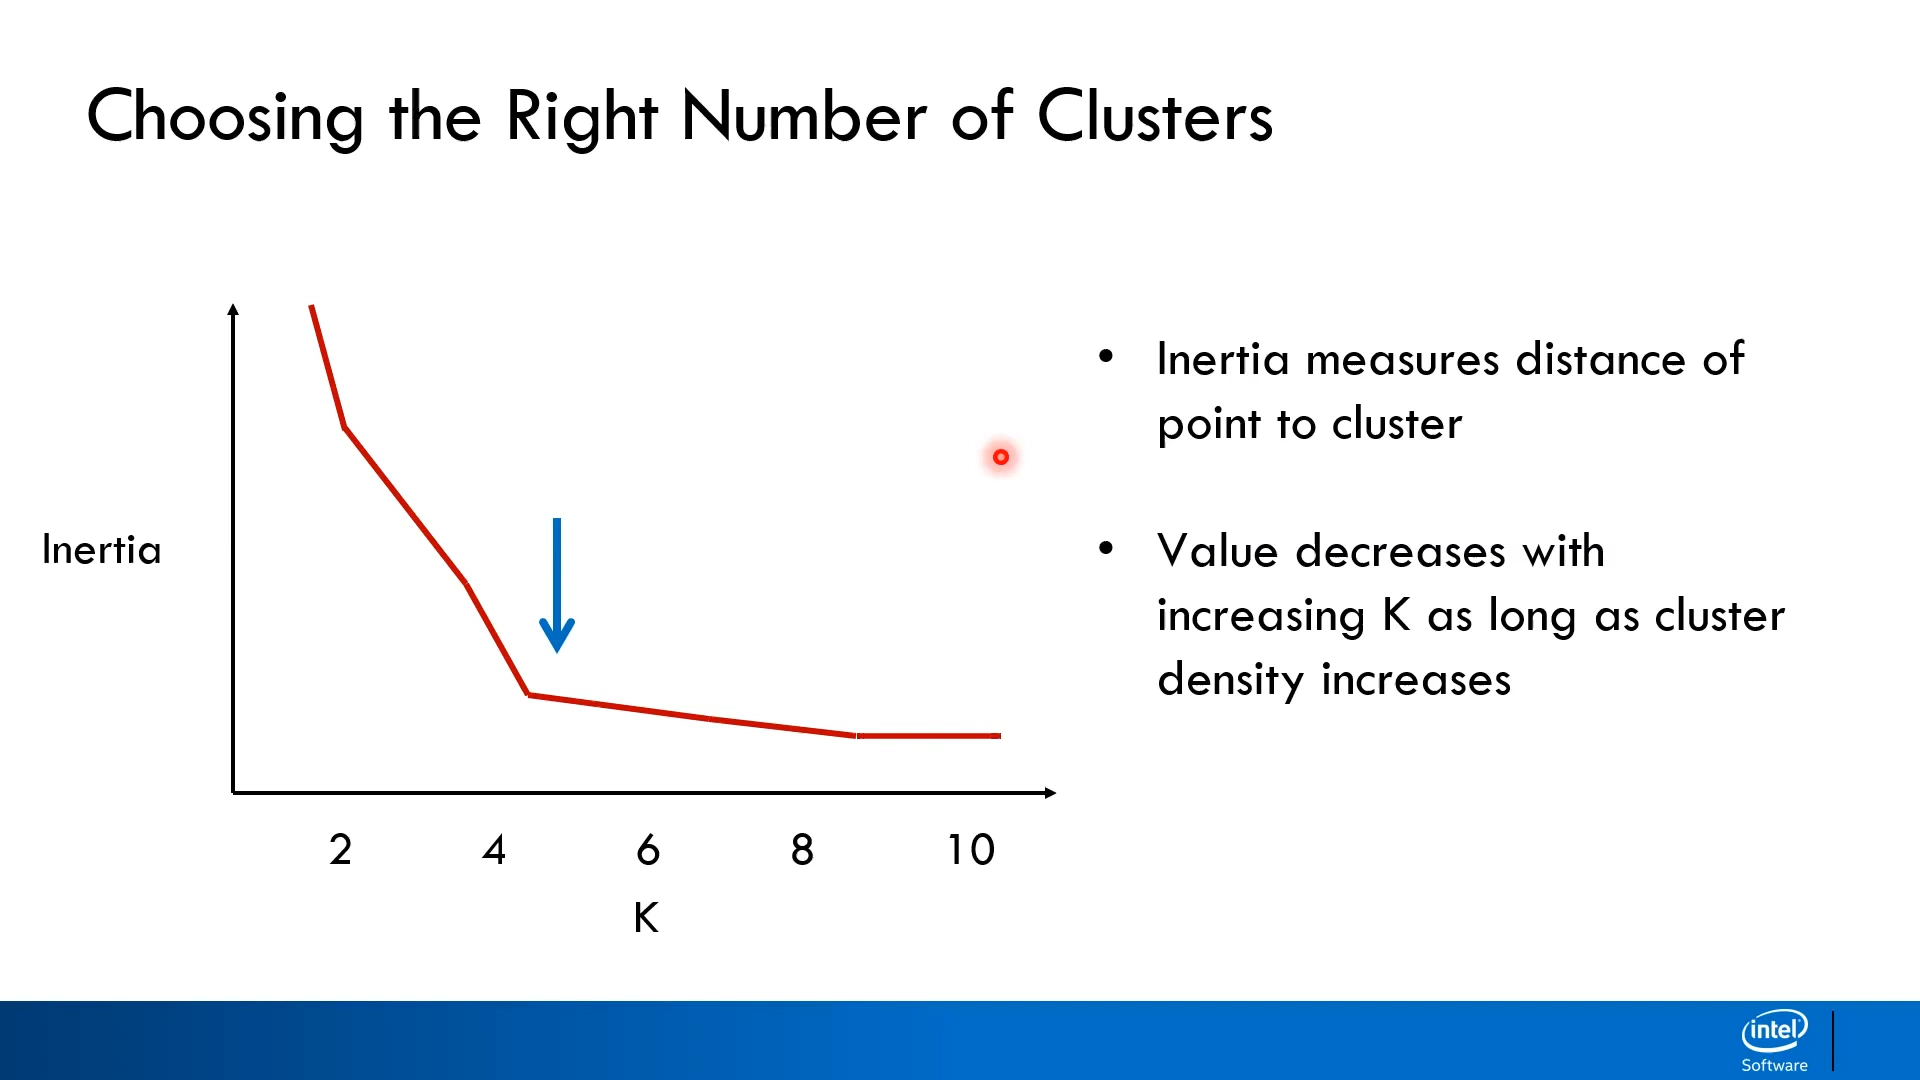 Choosing the Right Number of Clusters
Inertia
2 4 6 8 10
K
• Inertia measures distance of
point to cluster
• Value decreases with
increasing K as long as cluster
density increases
intel
Software